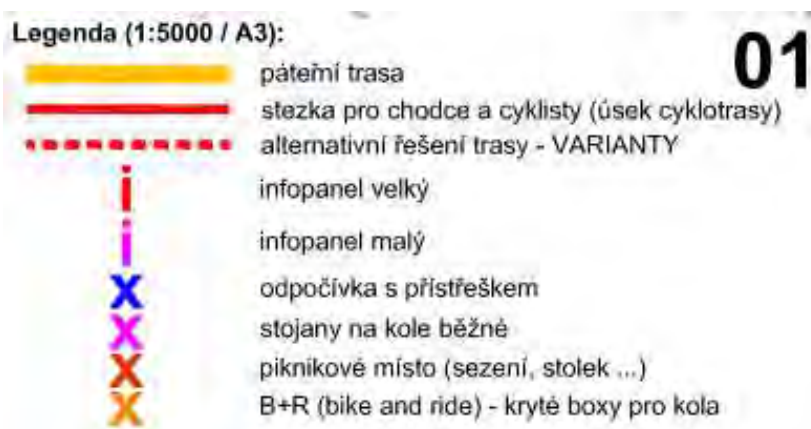 Legenda (1:5000 / A3):
01
páteřní trasa
stezka pro chodce a cyklisty (úsek cyklotrasy)
alternativní řešení trasy - VARIANTY
i infopanel velký
i infopanel malý
X odpočívka s přístřeškem
X stojany na kole běžné
X piknikové místo (sezení, stolek ...)
X B+R (bike and ride) - kryté boxy pro kola